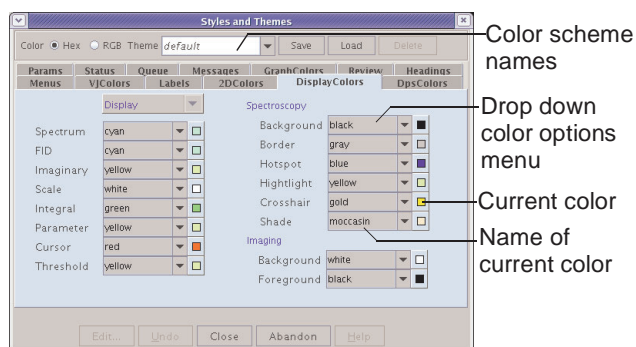 Styles and Themes
Color Hex RGB Theme default Save Load Delete
Params Status Queue Messages GraphColors Review Headings
Menus VJColors Labels 2DColors DisplayColors DpsColors
Display
Spectrum cyan
FID cyan
Imaginary yellow
Scale white
Integral green
Parameter yellow
Cursor red
Threshold yellow
Spectroscopy
Background black
Border gray
Hotspot blue
Hightlight yellow
Crosshair gold
Shade moccasin
Imaging
Background white
Foreground black
Edit... Undo Close Abandon Help
Color scheme
names
Drop down
color options
menu
Current color
Name of
current color